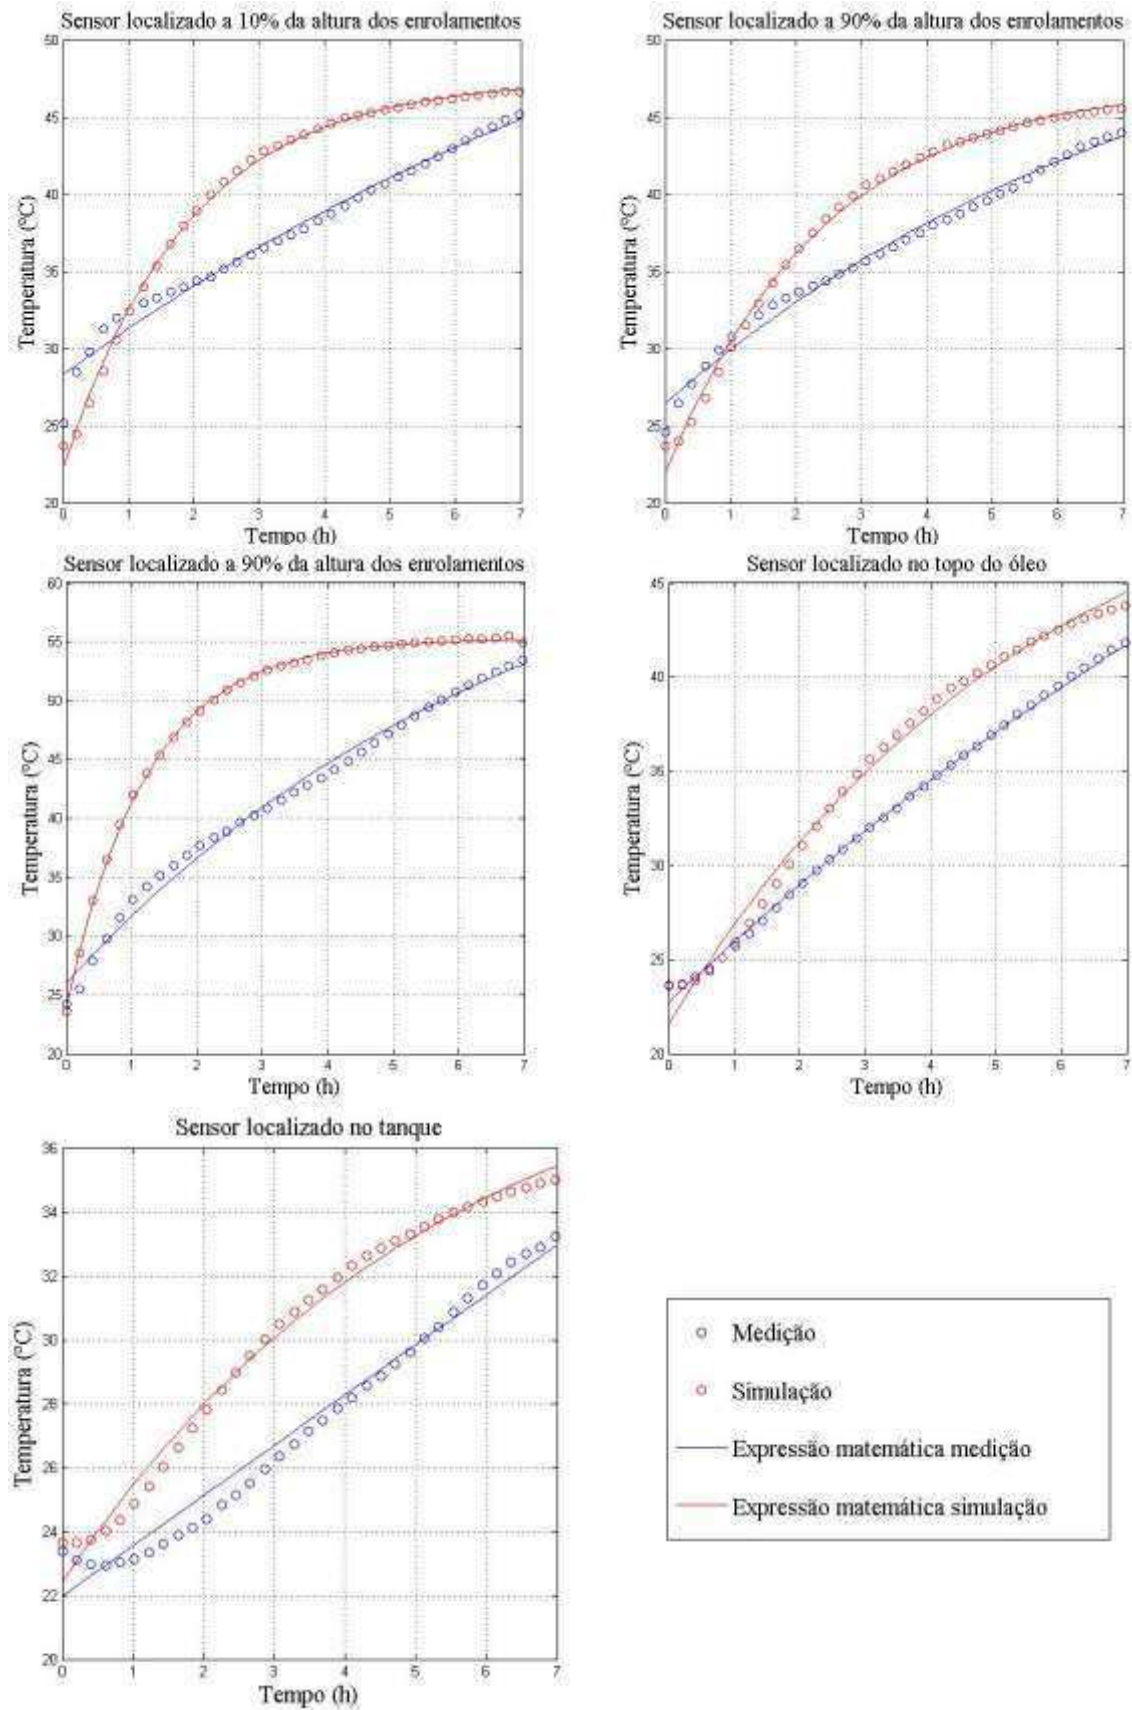 Sensor localizado a 10% da altura dos enrolamentos
Temperatura (°C)
50
45
40
35
30
25
20
0 1 2 3 4 5 6 7
Tempo (h)
Sensor localizado a 90% da altura dos enrolamentos
Temperatura (°C)
50
45
40
35
30
25
20
0 1 2 3 4 5 6 7
Tempo (h)
Sensor localizado a 90% da altura dos enrolamentos
Temperatura (°C)
60
55
50
45
40
35
30
25
20
0 1 2 3 4 5 6 7
Tempo (h)
Sensor localizado no topo do óleo
Temperatura (°C)
45
40
35
30
25
20
0 1 2 3 4 5 6 7
Tempo (h)
Sensor localizado no tanque
Temperatura (°C)
36
34
32
30
28
26
24
22
20
0 1 2 3 4 5 6 7
Tempo (h)
Medição
Simulação
Expressão matemática medição
Expressão matemática simulação